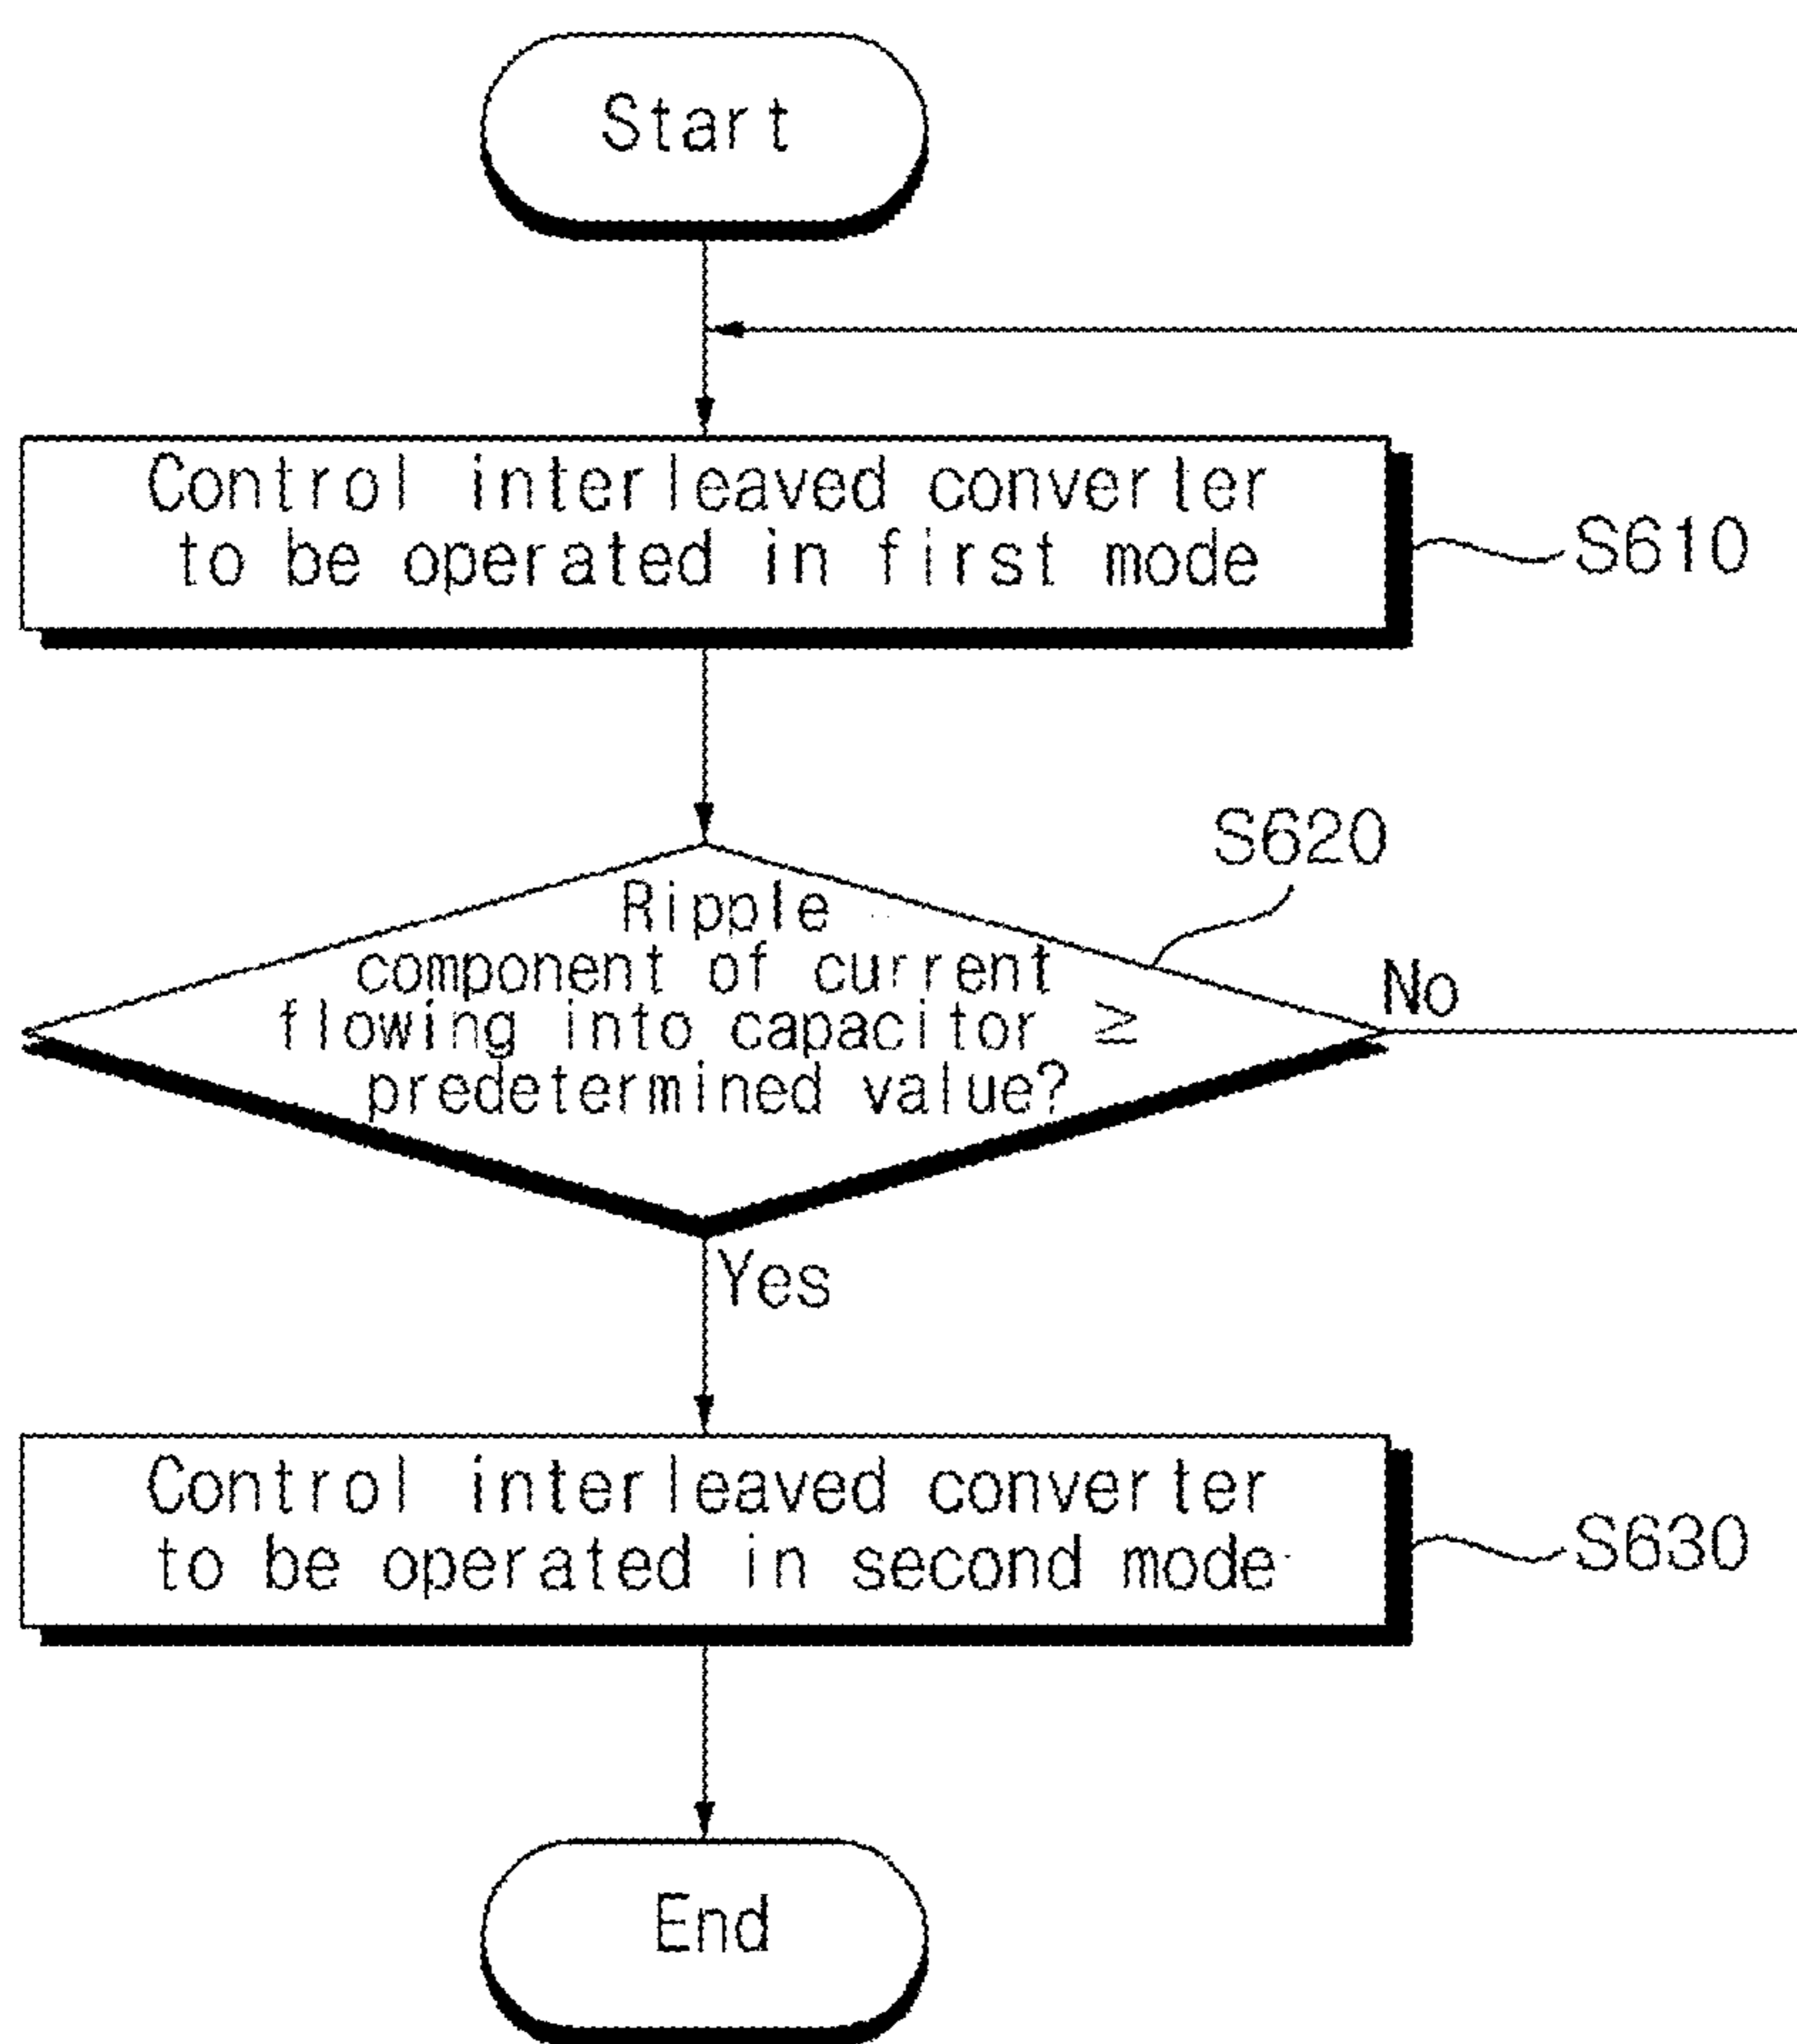 Start
Control interleaved converter
to be operated in first mode
S610
S620
Ripple
component of current
flowing into capacitor ≥
predetermined value?
No
Yes
Control interleaved converter
to be operated in second mode
S630
End